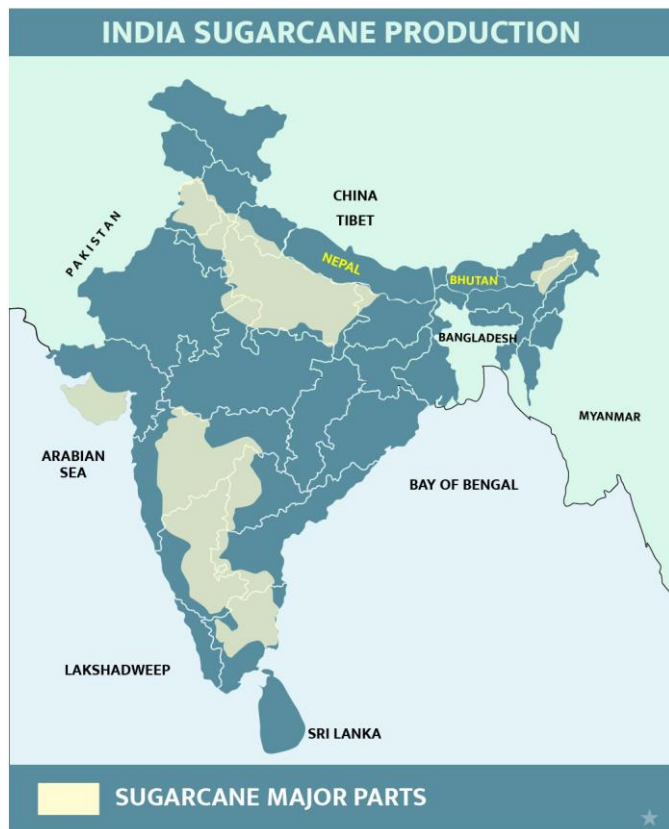 INDIA SUGARCANE PRODUCTION
CHINA
TIBET
PAKISTAN
NEPAL
BHUTAN
BANGLADESH
MYANMAR
ARABIAN
SEA
BAY OF BENGAL
LAKSHADWEEP
SRI LANKA
SUGARCANE MAJOR PARTS